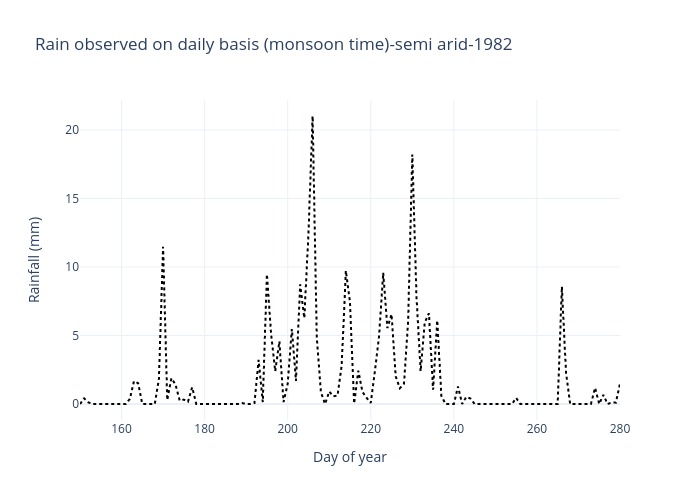 Rain observed on daily basis (monsoon time)-semi arid-1982
20
15
10
5
0
Rainfall (mm)
160 180 200 220 240 260 280
Day of year